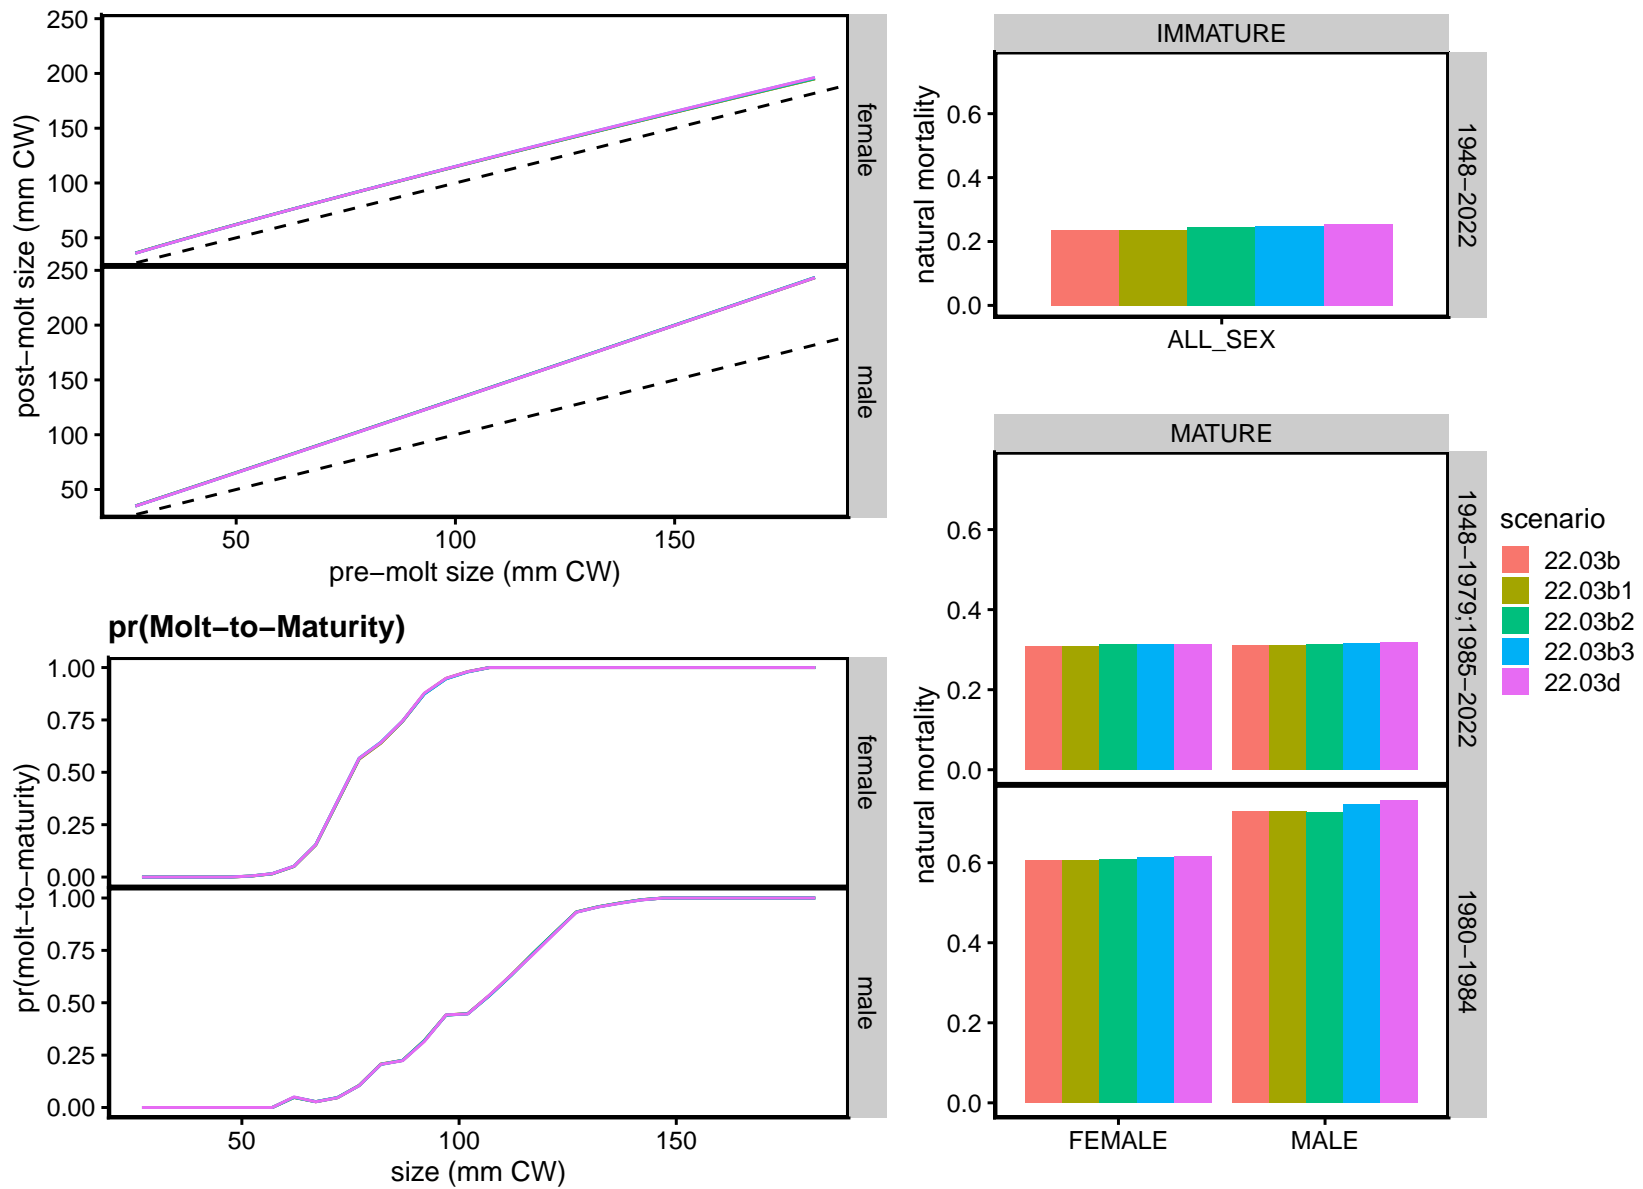 250
200
150
100
50
female
250
200
150
100
50
male
post−molt size (mm CW)
50 100 150
pre−molt size (mm CW)
pr(Molt−to−Maturity)
1.00
0.75
0.50
0.25
0.00
female
1.00
0.75
0.50
0.25
0.00
male
pr(molt−to−maturity)
50 100 150
size (mm CW)
IMMATURE
0.6
0.4
0.2
0.0
natural mortality
1948−2022
ALL_SEX
MATURE
0.6
0.4
0.2
0.0
natural mortality
1948−1979;1985−2022
0.6
0.4
0.2
0.0
natural mortality
1980−1984
FEMALE MALE
scenario
22.03b
22.03b1
22.03b2
22.03b3
22.03d